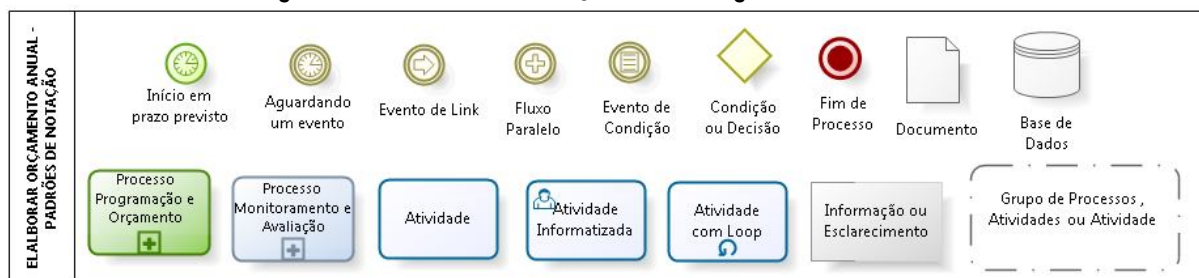 ELALBORAR ORÇAMENTO ANUAL -
PADRÕES DE NOTAÇÃO
Início em
prazo previsto
Aguardando
um evento
Evento de Link
Fluxo
Paralelo
Evento de
Condição
Condição
ou Decisão
Fim de
Processo
Documento
Base de
Dados
Processo
Programação e
Orçamento
Processo
Monitoramento e
Avaliação
Atividade
Atividade
Informatizada
Atividade
com Loop
Informação ou
Esclarecimento
Grupo de Processos ,
Atividades ou Atividade